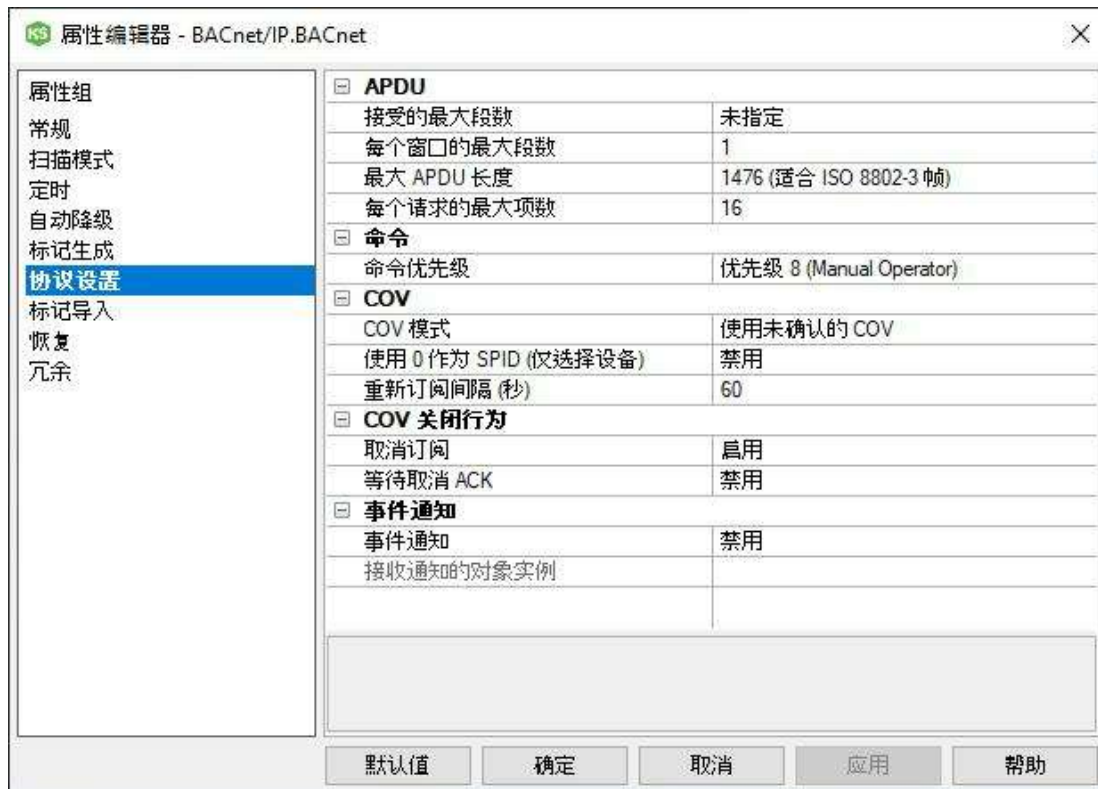 KS 属性编辑器 - BACnet/IP.BACnet
属性组
常规
扫描模式
定时
自动降级
标记生成
协议设置
标记导入
恢复
冗余
APDU
接受的最大段数 未指定
每个窗口的最大段数 1
最大 APDU 长度 1476 (适合 ISO 8802-3 帧)
每个请求的最大项数 16
命令
命令优先级 优先级 8 (Manual Operator)
COV
COV 模式 使用未确认的 COV
使用 0 作为 SPID (仅选择设备) 禁用
重新订阅间隔 (秒) 60
COV 关闭行为
取消订阅 启用
等待取消 ACK 禁用
事件通知
事件通知 禁用
接收通知的对象实例
默认值 确定 取消 应用 帮助